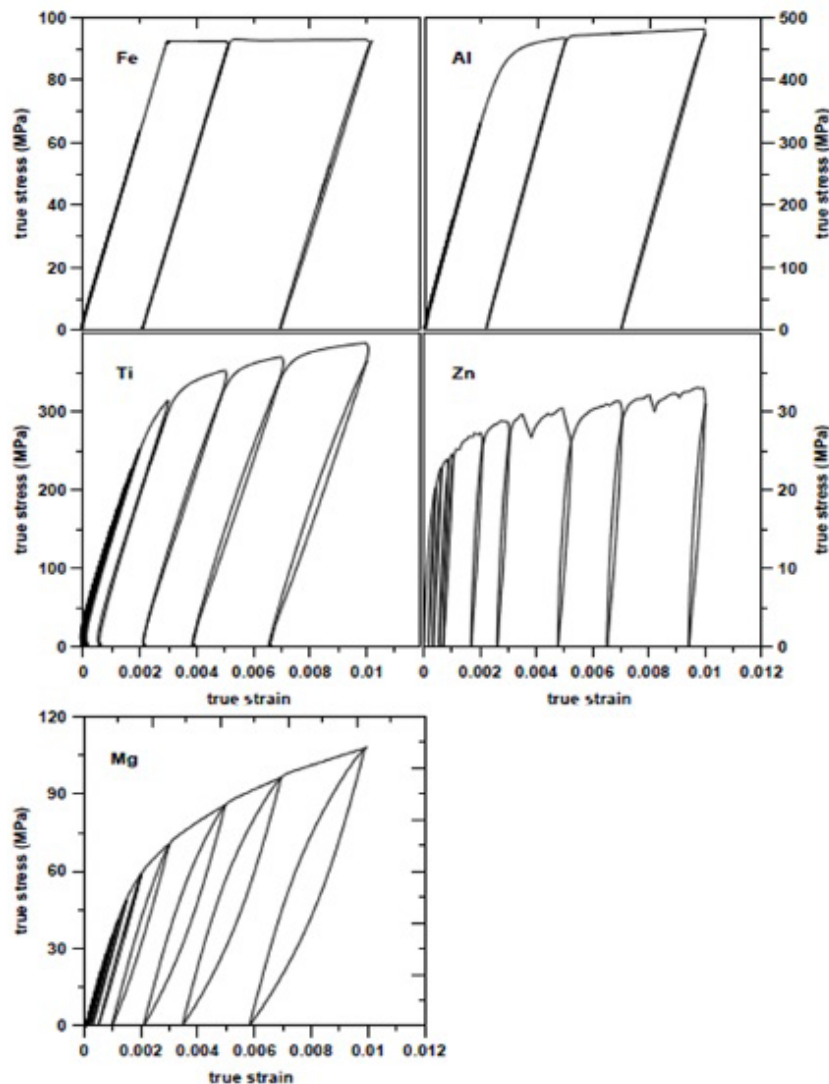 100
80
60
40
20
0
true stress (MPa)
Fe
Al
500
400
300
200
100
0
true stress (MPa)
300
200
100
0
true stress (MPa)
Ti
0 0.002 0.004 0.006 0.008 0.01
true strain
Zn
30
20
10
0
true stress (MPa)
0 0.002 0.004 0.006 0.008 0.01 0.012
true strain
120
90
60
30
0
true stress (MPa)
Mg
0 0.002 0.004 0.006 0.008 0.01 0.012
true strain